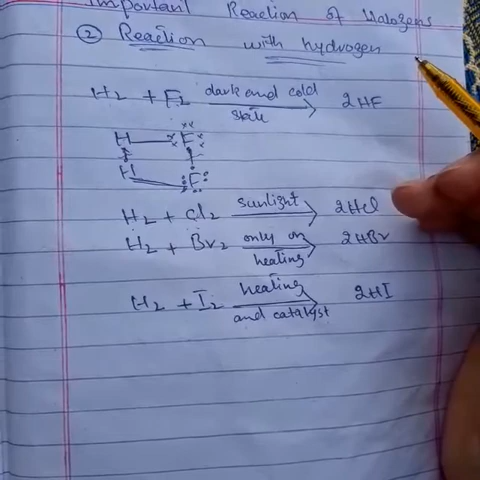 Important Reaction of Halogens
② Reaction with hydrogen
H2 + F2 dark and cold state 2HF
H F
H F
H2 + Cl2 sunlight 2HCl
H2 + Br2 only on heating 2HBr
H2 + I2 heating and catalyst 2HI